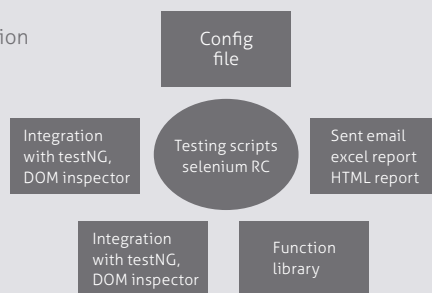 Config
file
Integration
with testNG,
DOM inspector
Testing scripts
selenium RC
Sent email
excel report
HTML report
Integration
with testNG,
DOM inspector
Function
library